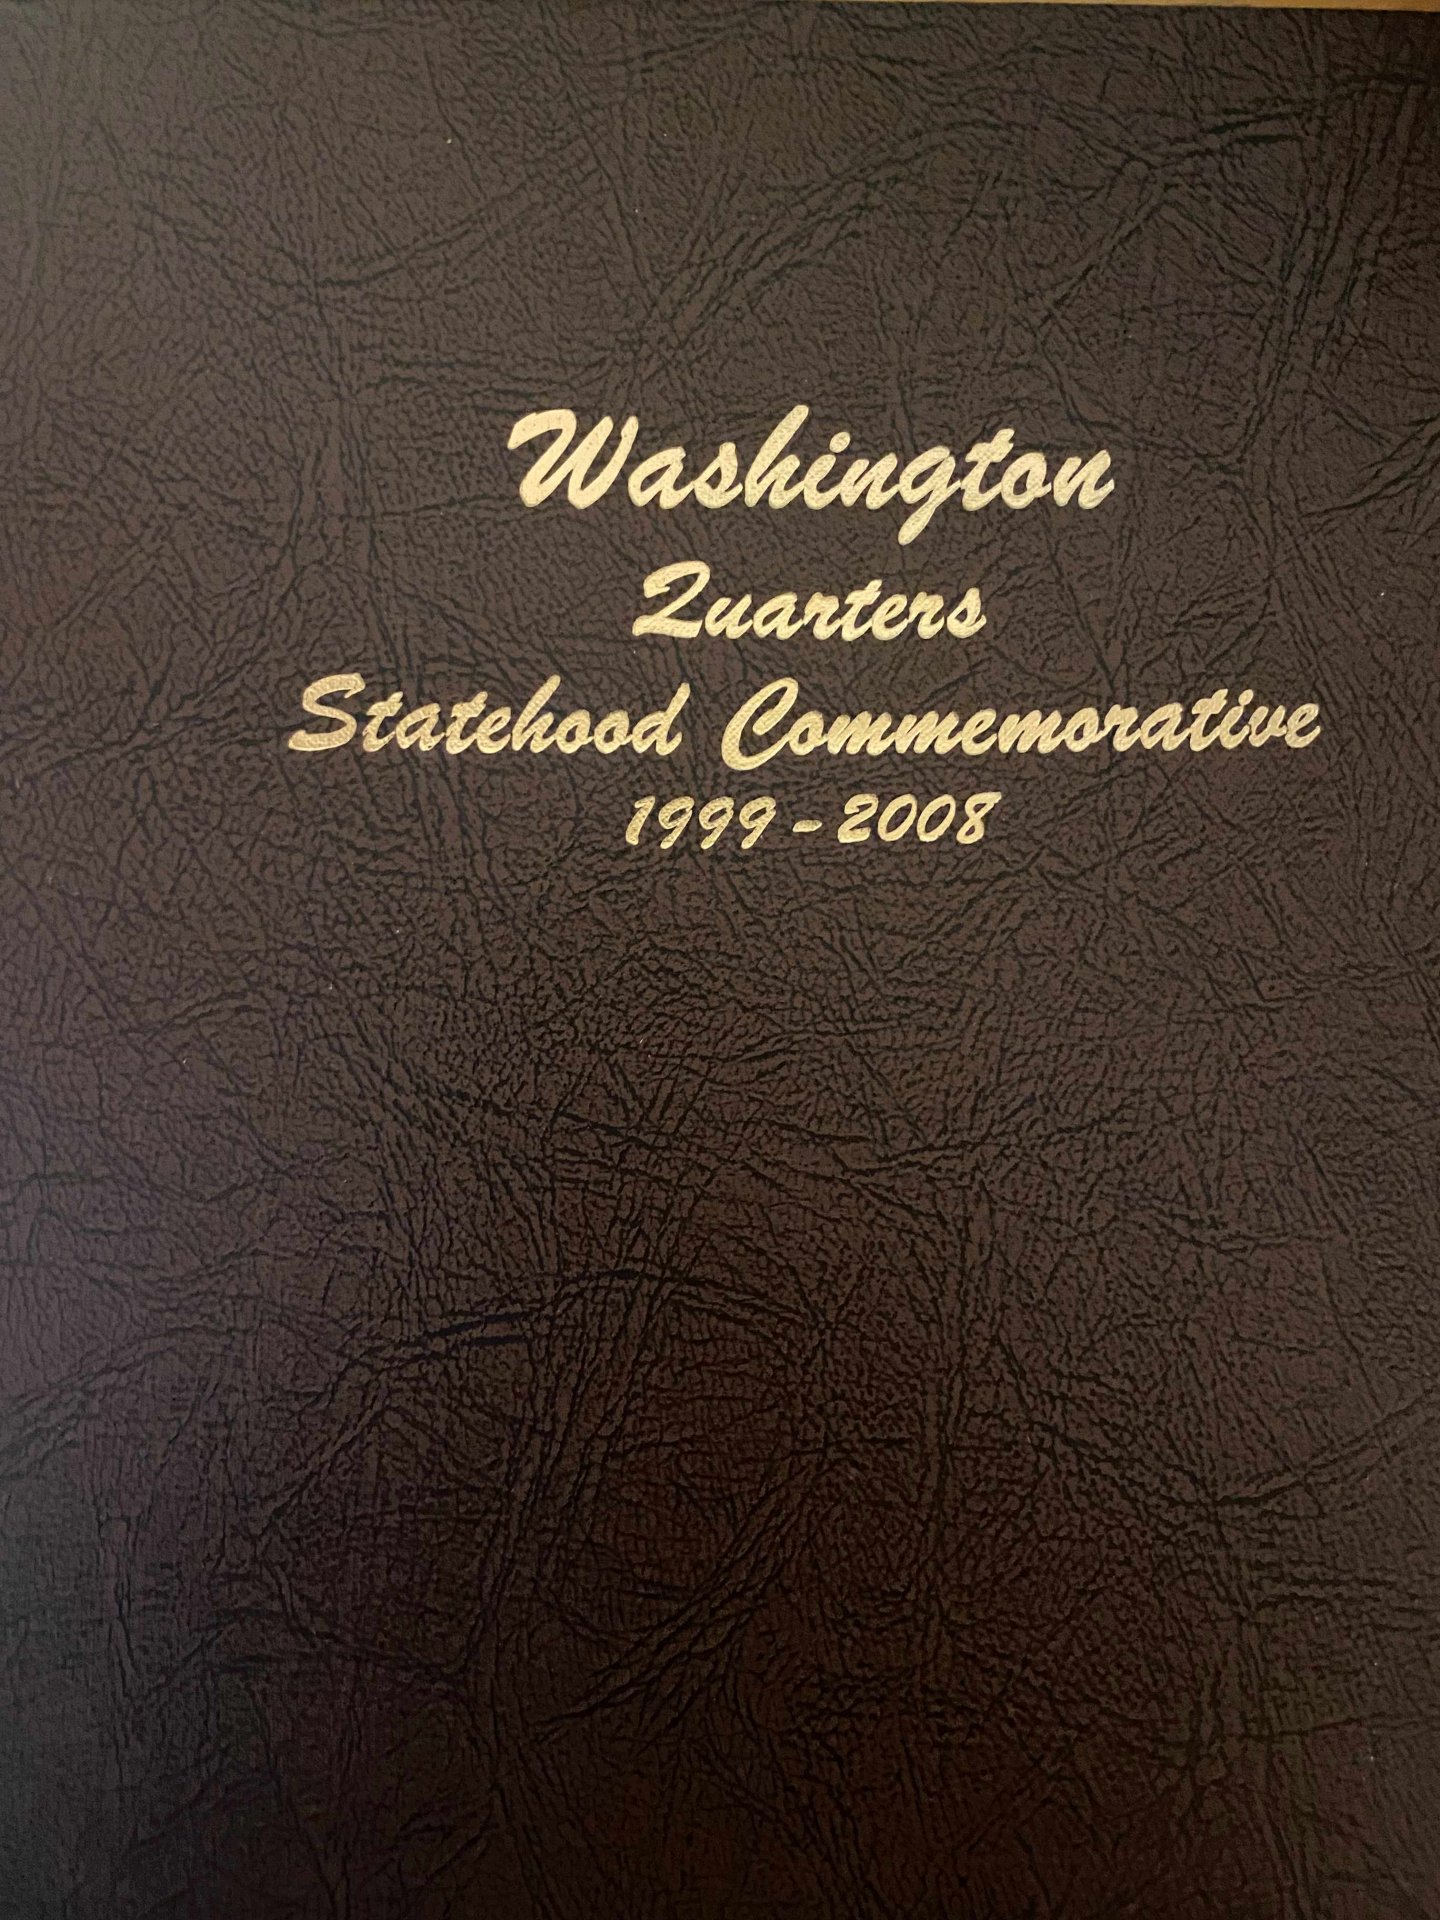 Washington
Quarters
Statehood Commemorative
1999 - 2008